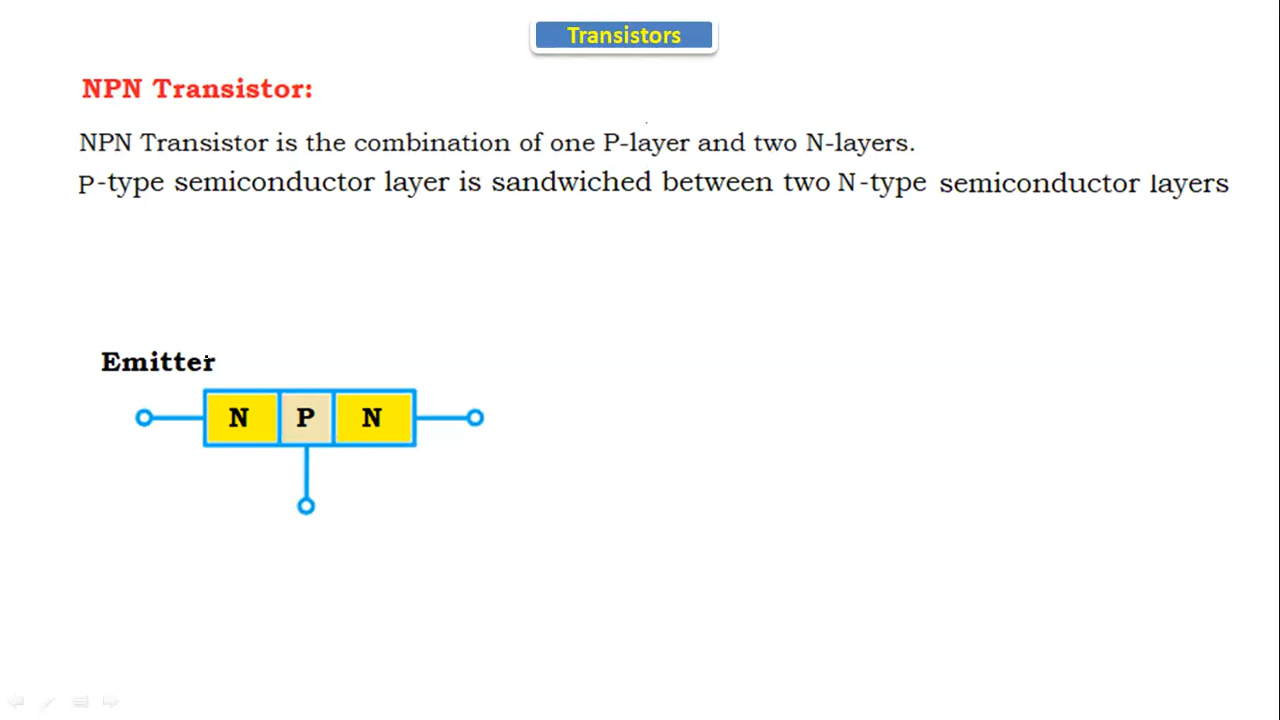 Transistors
NPN Transistor:
NPN Transistor is the combination of one P-layer and two N-layers.
P-type semiconductor layer is sandwiched between two N-type semiconductor layers
Emitter
N P N